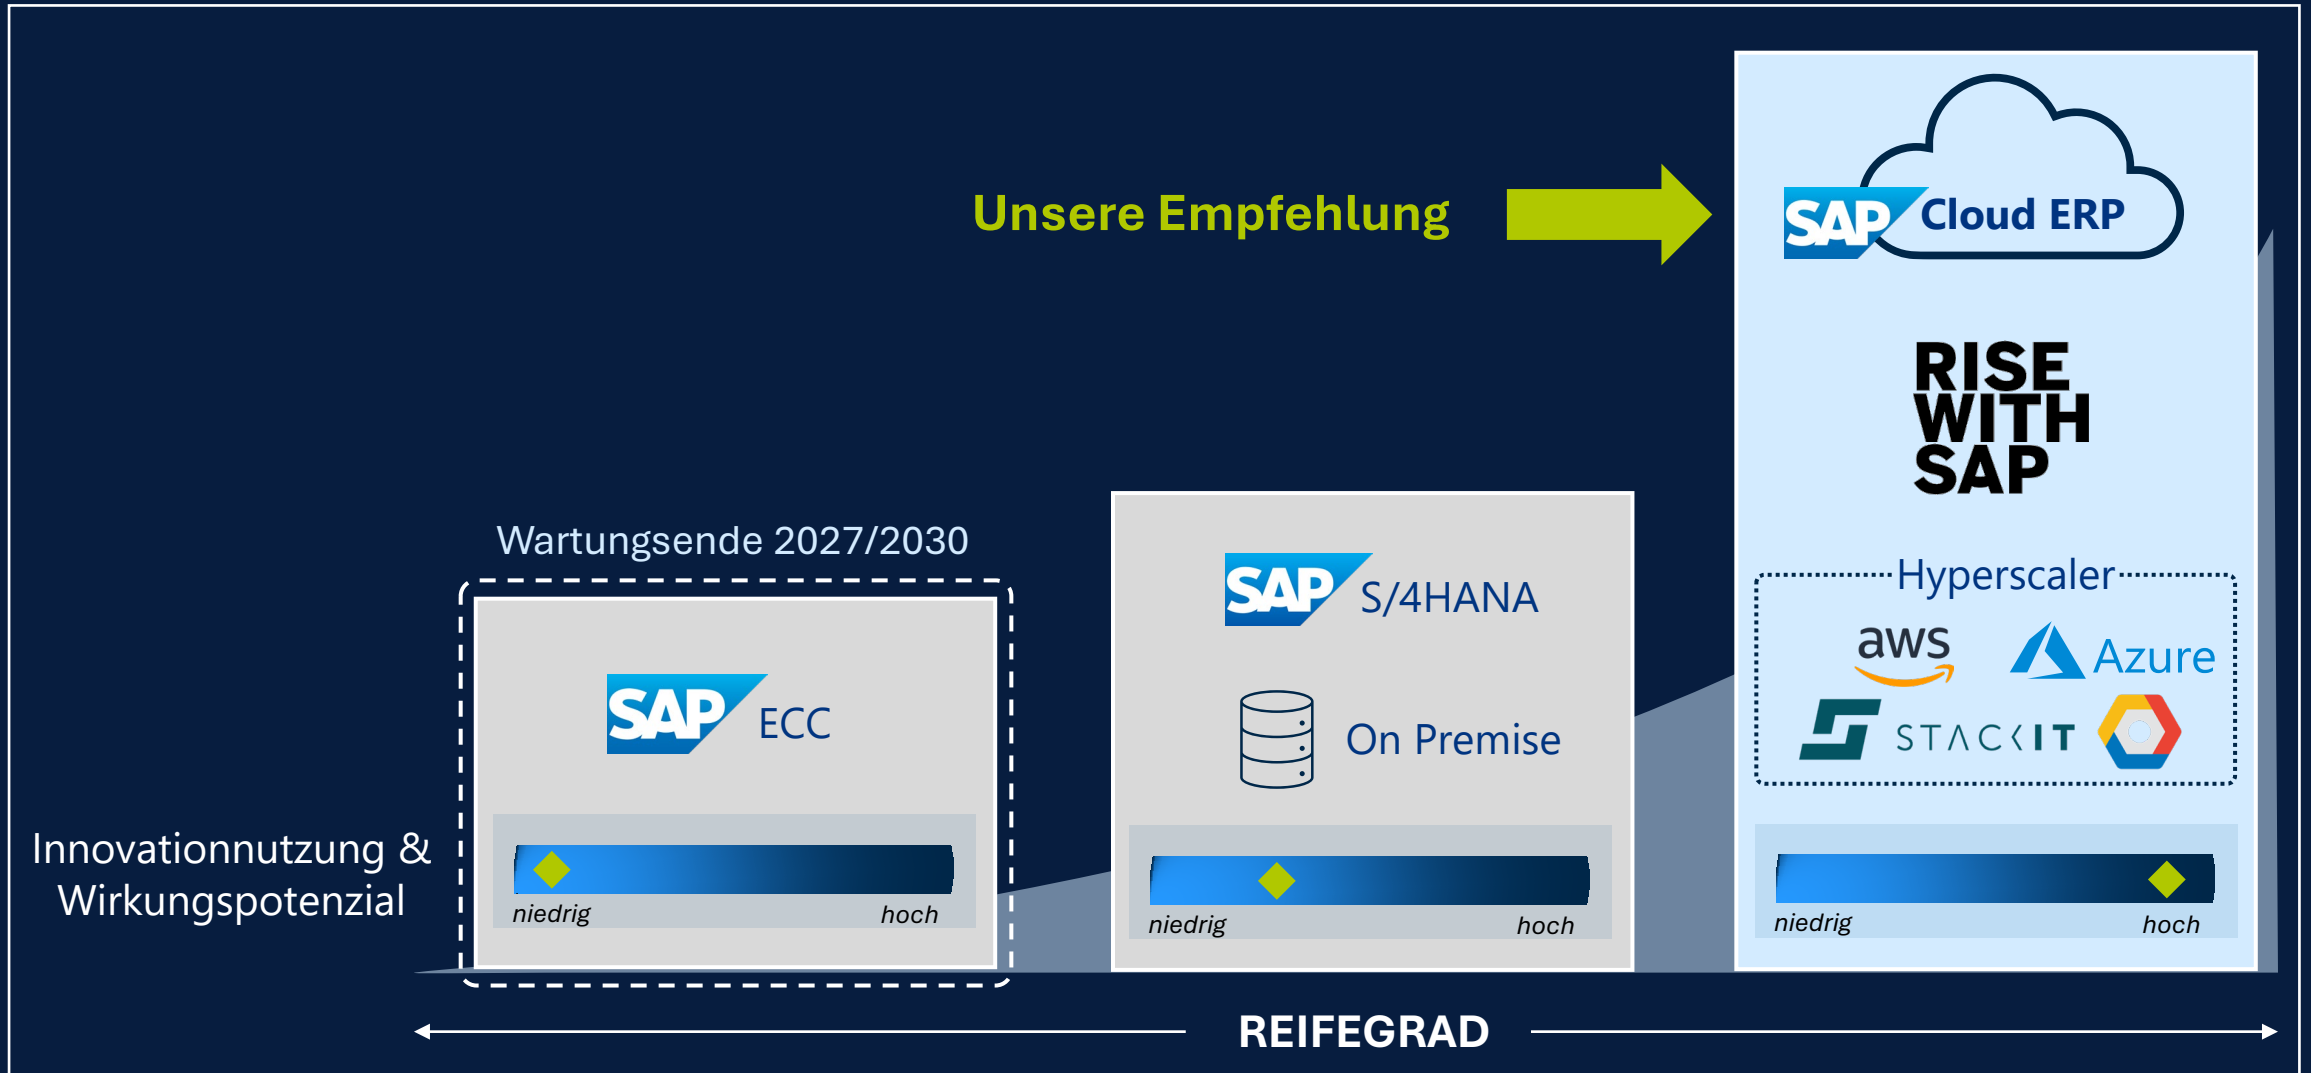 Unsere Empfehlung
SAP Cloud ERP
RISE
WITH
SAP
Hyperscaler
aws
Azure
STACKIT
niedrig
hoch
SAP S/4HANA
On Premise
niedrig
hoch
Wartungsende 2027/2030
SAP ECC
niedrig
hoch
Innovationnutzung &
Wirkungspotenzial
REIFEGRAD